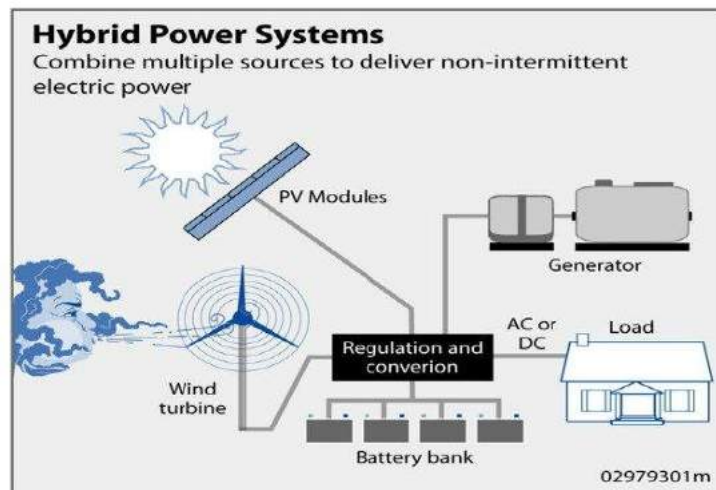 Hybrid Power Systems
Combine multiple sources to deliver non-intermittent
electric power
PV Modules
Generator
AC or
DC
Load
Regulation and
converion
Wind
turbine
Battery bank
02979301m